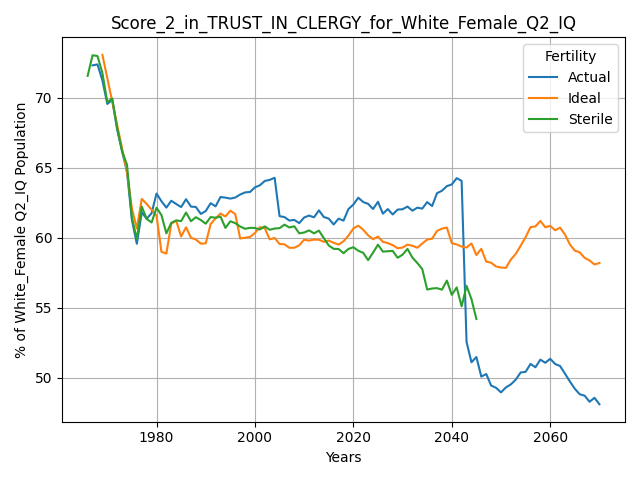 Score_2_in_TRUST_IN_CLERGY_for_White_Female_Q2_IQ
% of White_Female Q2_IQ Population
70
65
60
55
50
Fertility
Actual
Ideal
Sterile
1980
2000
2020
2040
2060
Years